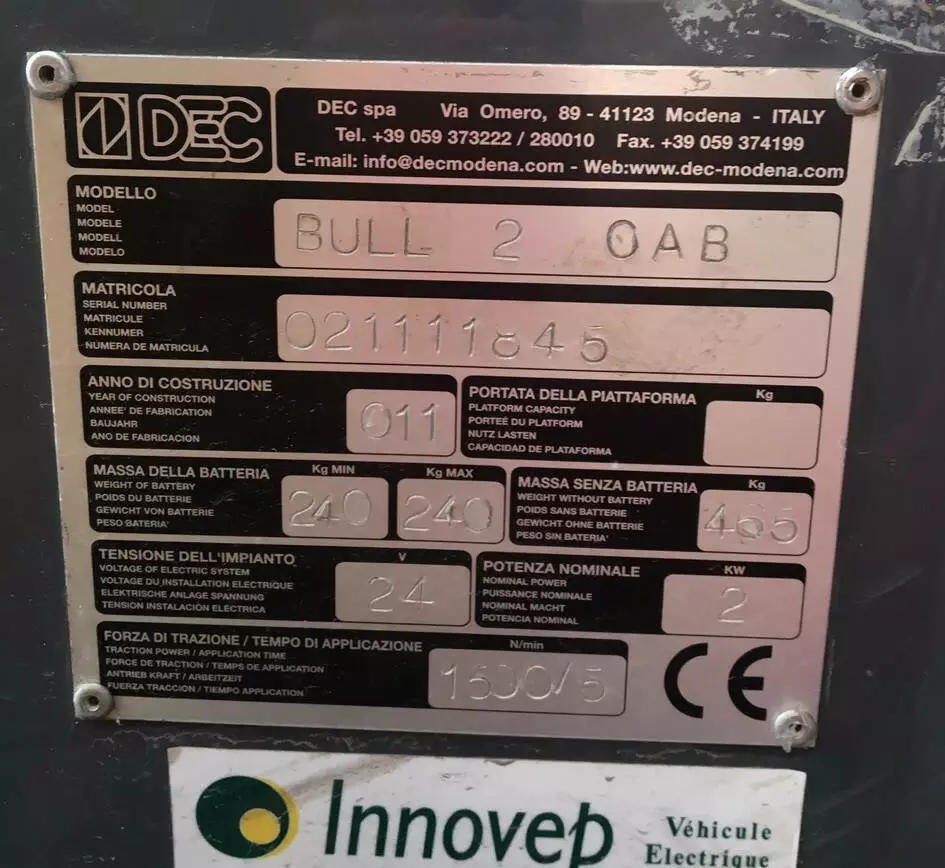 DEC
DEC spa Via Omero, 89 - 41123 Modena - ITALY
Tel. +39 059 373222 / 280010 Fax. +39 059 374199
E-mail: info@decmodena.com - Web:www.dec-modena.com
MODELLO
MODEL
MODELE
MODELL
MODELO
BULL 2 OAB
MATRICOLA
SERIAL NUMBER
MATRICULE
KENNUMER
NUMERA DE MATRICULA
021111845
ANNO DI COSTRUZIONE
YEAR OF CONSTRUCTION
ANNEE' DE FABRICATION
BAUJAHR
ANO DE FABRICACION
011
PORTATA DELLA PIATTAFORMA Kg
PLATFORM CAPACITY
PORTEÉ DU PLATFORM
NUTZ LASTEN
CAPACIDAD DE PLATAFORMA
MASSA DELLA BATTERIA Kg MIN Kg MAX
WEIGHT OF BATTERY
POIDS DU BATTERIE
GEWICHT VON BATTERIE
PESO BATERIA'
240 240
MASSA SENZA BATTERIA Kg
WEIGHT WITHOUT BATTERY
POIDS SANS BATTERIE
GEWICHT OHNE BATTERIE
PESO SIN BATERIA'
465
TENSIONE DELL'IMPIANTO V
VOLTAGE OF ELECTRIC SYSTEM
VOLTAGE DU INSTALLATION ELECTRIQUE
ELEKTRISCHE ANLAGE SPANNUNG
TENSION INSTALACIÓN ELÉCTRICA
24
POTENZA NOMINALE KW
NOMINAL POWER
PUISSANCE NOMINALE
NOMINAL MACHT
POTENCIA NOMINAL
2
FORZA DI TRAZIONE / TEMPO DI APPLICAZIONE N/min
TRACTION POWER / APPLICATION TIME
FORCE DE TRACTION / TEMPS DE APPLICATION
ANTRIEB KRAFT / ARBEITZEIT
FUERZA TRACCION / TIEMPO APPLICATION
1500/5
CE
Innovep Véhicule
Electrique